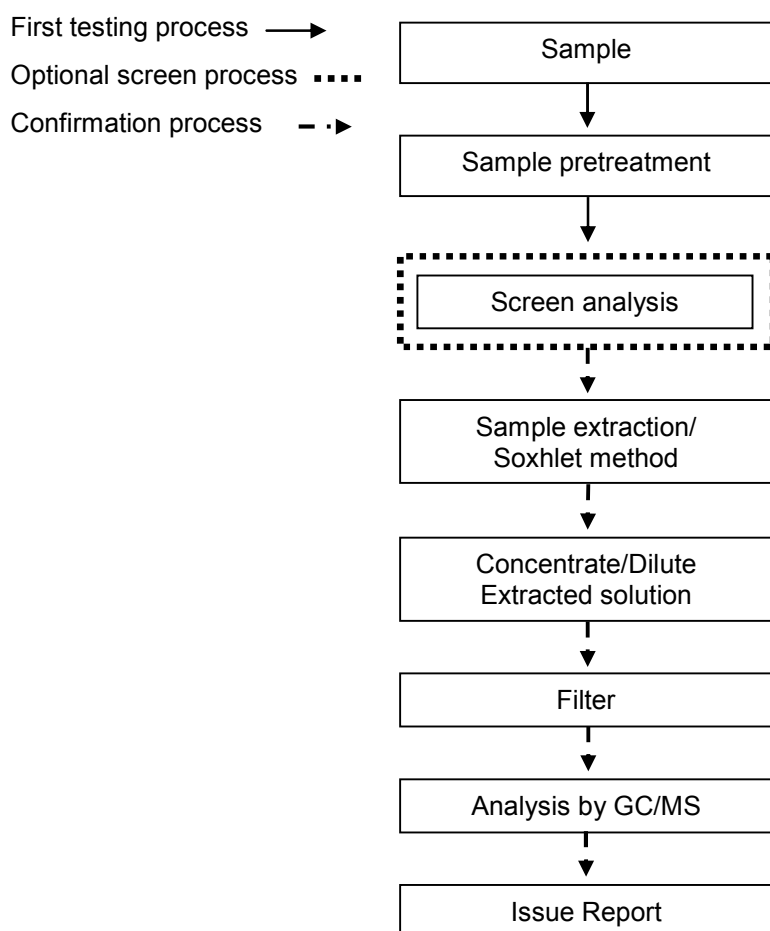 First testing process
Optional screen process
Confirmation process
Sample
Sample pretreatment
Screen analysis
Sample extraction/
Soxhlet method
Concentrate/Dilute
Extracted solution
Filter
Analysis by GC/MS
Issue Report